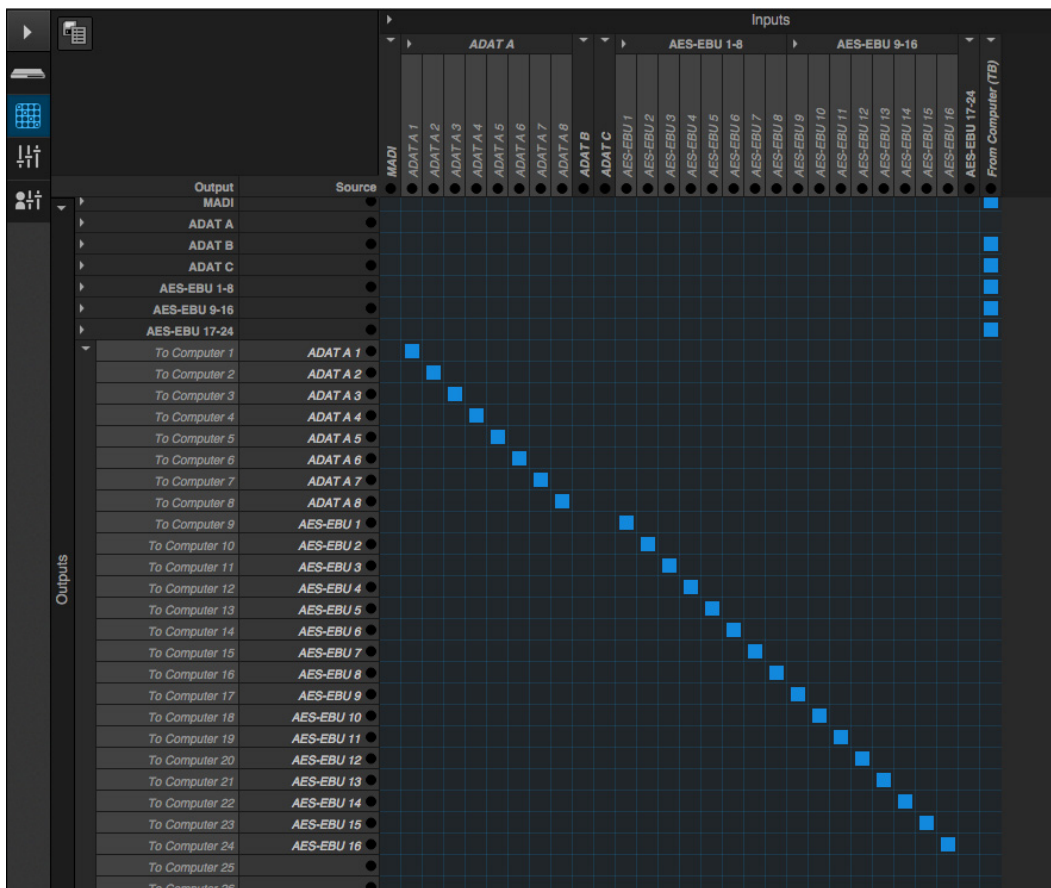 Inputs
ADAT A
AES-EBU 1-8
AES-EBU 9-16
MADI
ADAT A 1
ADAT A 2
ADAT A 3
ADAT A 4
ADAT A 5
ADAT A 6
ADAT A 7
ADAT A 8
ADAT B
ADAT C
AES-EBU 1
AES-EBU 2
AES-EBU 3
AES-EBU 4
AES-EBU 5
AES-EBU 6
AES-EBU 7
AES-EBU 8
AES-EBU 9
AES-EBU 10
AES-EBU 11
AES-EBU 12
AES-EBU 13
AES-EBU 14
AES-EBU 15
AES-EBU 16
AES-EBU 17-24
From Computer (TB)
Output Source
MADI
ADAT A
ADAT B
ADAT C
AES-EBU 1-8
AES-EBU 9-16
AES-EBU 17-24
To Computer 1 ADAT A 1
To Computer 2 ADAT A 2
To Computer 3 ADAT A 3
To Computer 4 ADAT A 4
To Computer 5 ADAT A 5
To Computer 6 ADAT A 6
To Computer 7 ADAT A 7
To Computer 8 ADAT A 8
To Computer 9 AES-EBU 1
To Computer 10 AES-EBU 2
To Computer 11 AES-EBU 3
To Computer 12 AES-EBU 4
To Computer 13 AES-EBU 5
To Computer 14 AES-EBU 6
To Computer 15 AES-EBU 7
To Computer 16 AES-EBU 8
To Computer 17 AES-EBU 9
To Computer 18 AES-EBU 10
To Computer 19 AES-EBU 11
To Computer 20 AES-EBU 12
To Computer 21 AES-EBU 13
To Computer 22 AES-EBU 14
To Computer 23 AES-EBU 15
To Computer 24 AES-EBU 16
To Computer 25
To Computer 26
Outputs